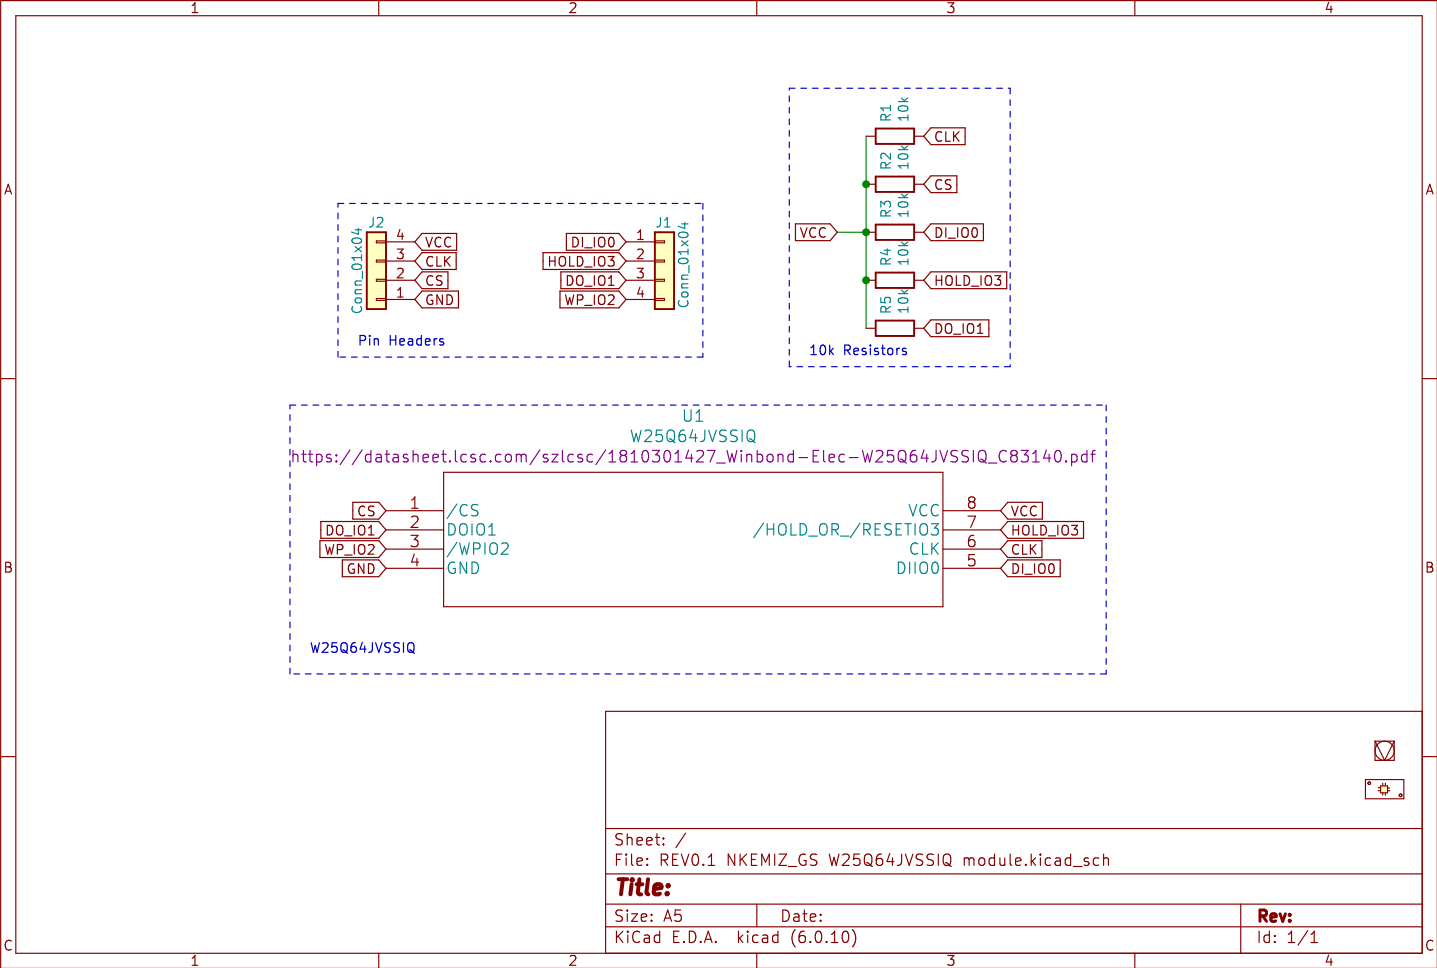 1 2 3 4
A
B
C
A
B
C
1 2 3 4
J2
Conn_01x04
4 VCC
3 CLK
2 CS
1 GND
J1
Conn_01x04
DI_IO0 1
HOLD_IO3 2
DO_IO1 3
WP_IO2 4
Pin Headers
R1
10k
CLK
R2
10k
CS
R3
10k
VCC
DI_IO0
R4
10k
HOLD_IO3
R5
10k
DO_IO1
10k Resistors
U1
W25Q64JVSSIQ
https://datasheet.lcsc.com/szlcsc/1810301427_Winbond-Elec-W25Q64JVSSIQ_C83140.pdf
CS 1 /CS VCC 8 VCC
DO_IO1 2 DOIO1 /HOLD_OR_/RESETIO3 7 HOLD_IO3
WP_IO2 3 /WPIO2 CLK 6 CLK
GND 4 GND DIIO0 5 DI_IO0
W25Q64JVSSIQ
Sheet: /
File: REV0.1 NKEMIZ_GS W25Q64JVSSIQ module.kicad_sch
Title:
Size: A5 Date: Rev:
KiCad E.D.A. kicad (6.0.10) Id: 1/1